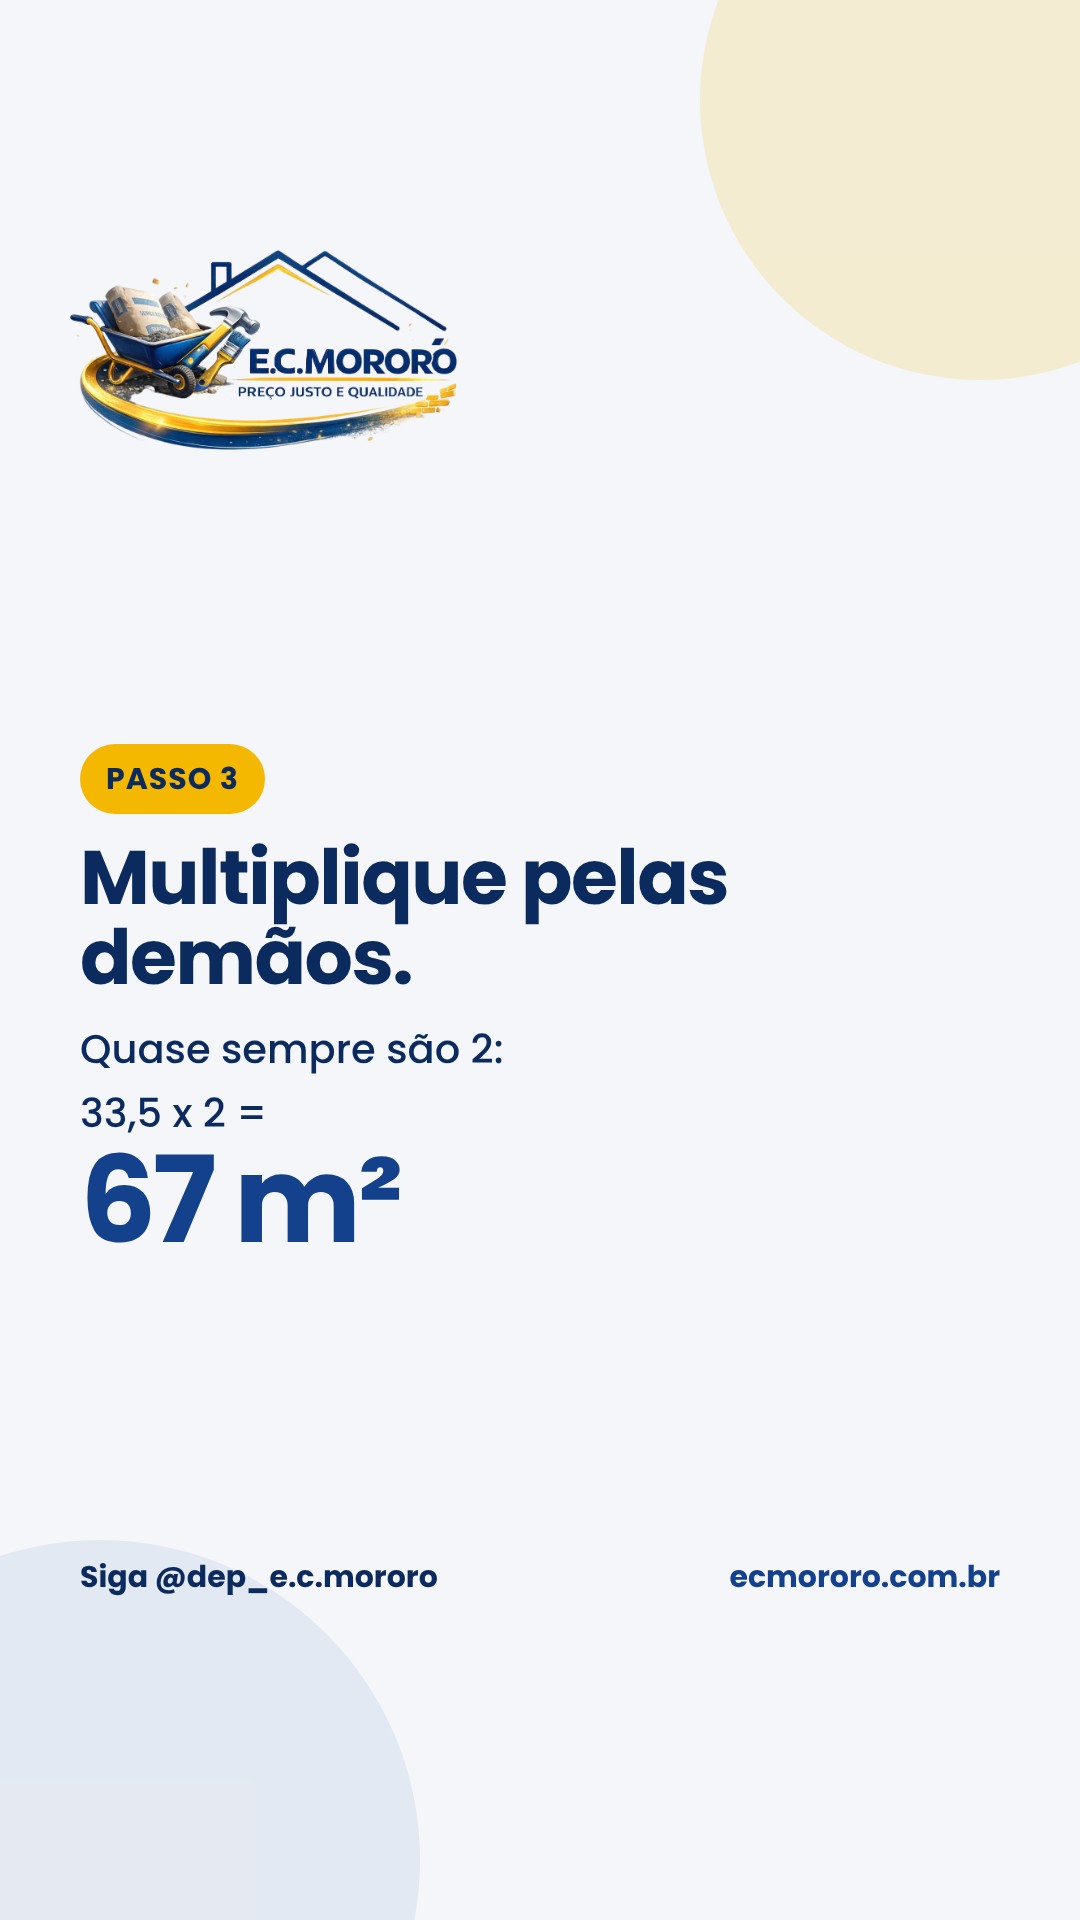 E.C.MORORÓ
PREÇO JUSTO E QUALIDADE
PASSO 3
Multiplique pelas
demãos.
Quase sempre são 2:
33,5 x 2 =
67 m²
Siga @dep_e.c.mororo
ecmororo.com.br